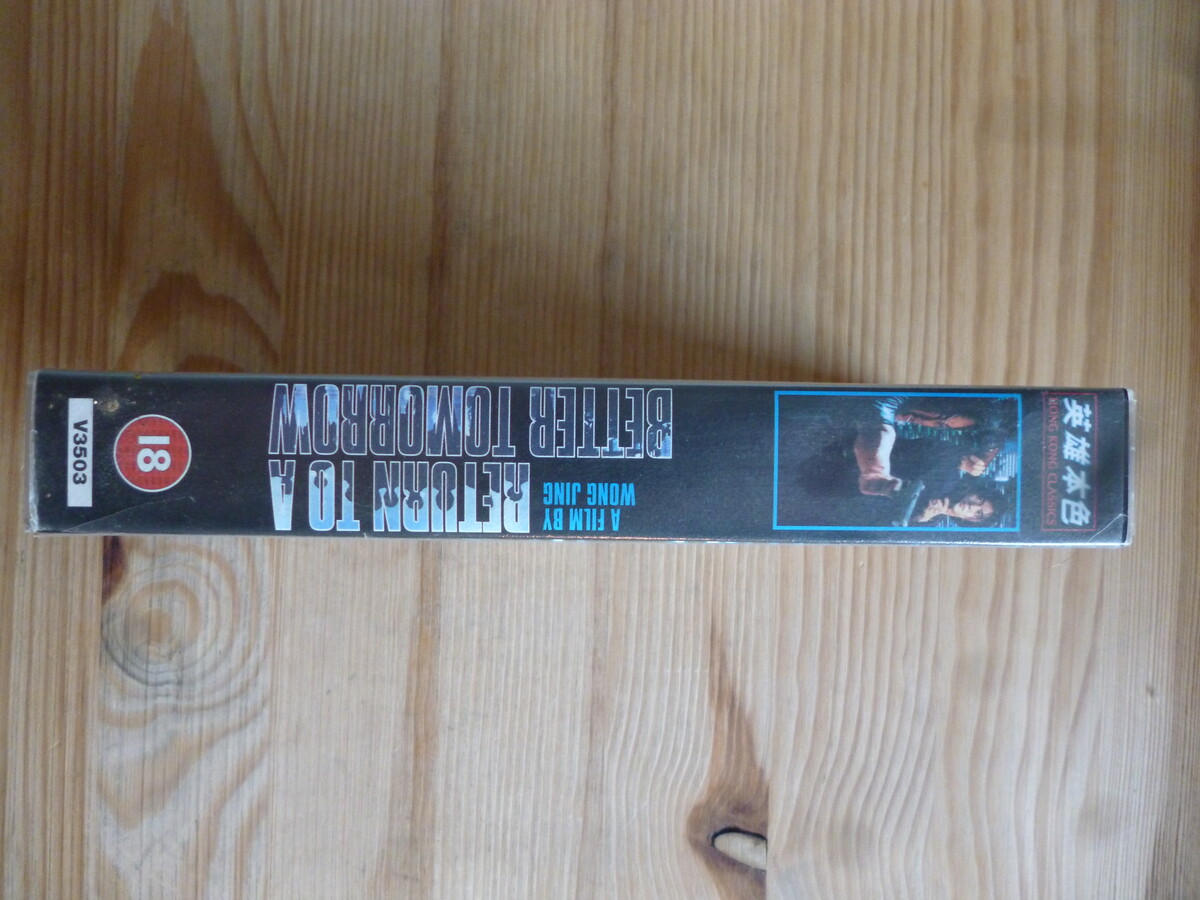 英雄本色
HONG KONG CLASSICS
A FILM BY
WONG JING
RETURN TO A
BETTER TOMORROW
18
V3503